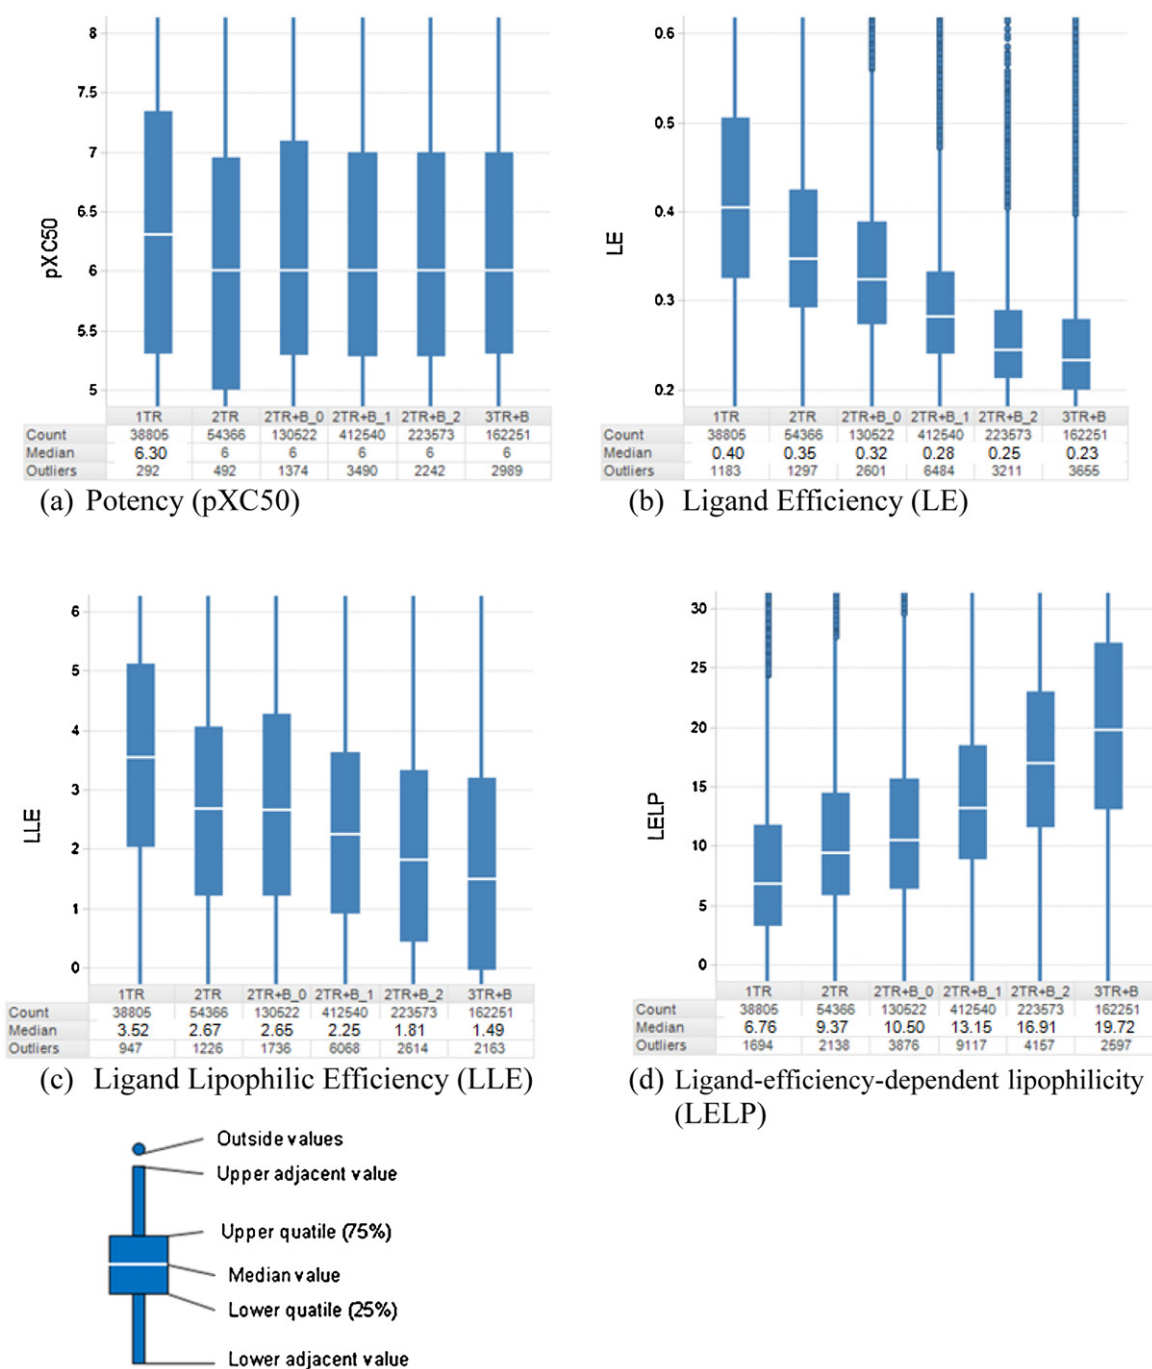 8
7.5
7
6.5
6
5.5
5
pXC50
1TR 2TR 2TR+B_0 2TR+B_1 2TR+B_2 3TR+B
Count 38805 54366 130522 412540 223573 162251
Median 6.30 6 6 6 6 6
Outliers 292 492 1374 3490 2242 2989
(a) Potency (pXC50)
0.6
0.5
0.4
0.3
0.2
LE
1TR 2TR 2TR+B_0 2TR+B_1 2TR+B_2 3TR+B
Count 38805 54366 130522 412540 223573 162251
Median 0.40 0.35 0.32 0.28 0.25 0.23
Outliers 1183 1297 2601 6484 3211 3655
(b) Ligand Efficiency (LE)
6
5
4
3
2
1
0
LLE
1TR 2TR 2TR+B_0 2TR+B_1 2TR+B_2 3TR+B
Count 38805 54366 130522 412540 223573 162251
Median 3.52 2.67 2.65 2.25 1.81 1.49
Outliers 947 1226 1736 6068 2614 2163
(c) Ligand Lipophilic Efficiency (LLE)
30
25
20
15
10
5
0
LELP
1TR 2TR 2TR+B_0 2TR+B_1 2TR+B_2 3TR+B
Count 38805 54366 130522 412540 223573 162251
Median 6.76 9.37 10.50 13.15 16.91 19.72
Outliers 1694 2138 3876 9117 4157 2597
(d) Ligand-efficiency-dependent lipophilicity
(LELP)
Outside values
Upper adjacent value
Upper quatile (75%)
Median value
Lower quatile (25%)
Lower adjacent value